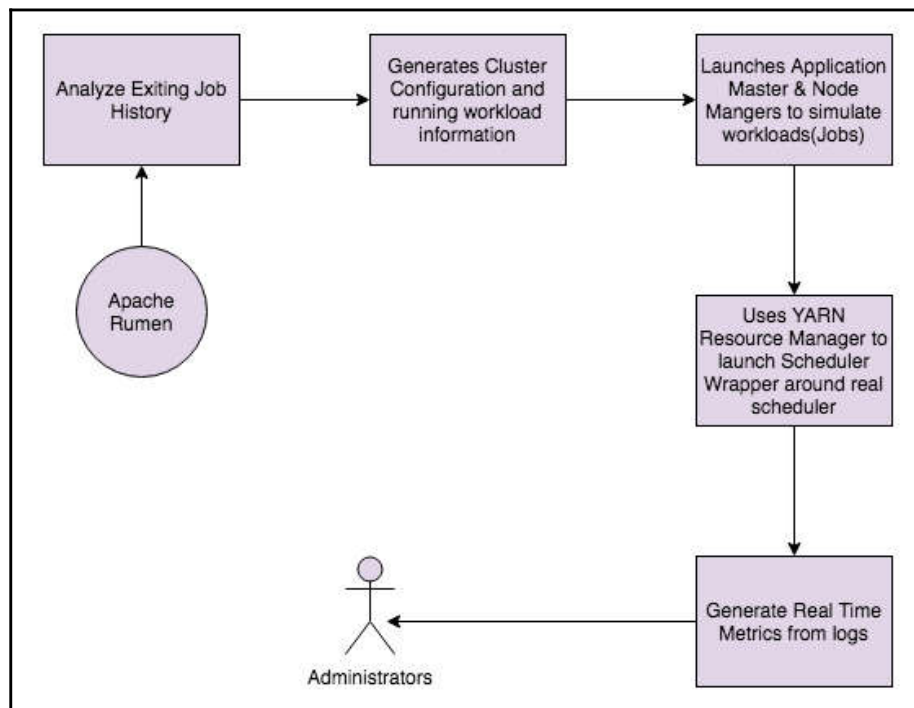 Analyze Exiting Job
History
Generates Cluster
Configuration and
running workload
information
Launches Application
Master & Node
Mangers to simulate
workloads(Jobs)
Apache
Rumen
Uses YARN
Resource Manager to
launch Scheduler
Wrapper around real
scheduler
Generate Real Time
Metrics from logs
Administrators